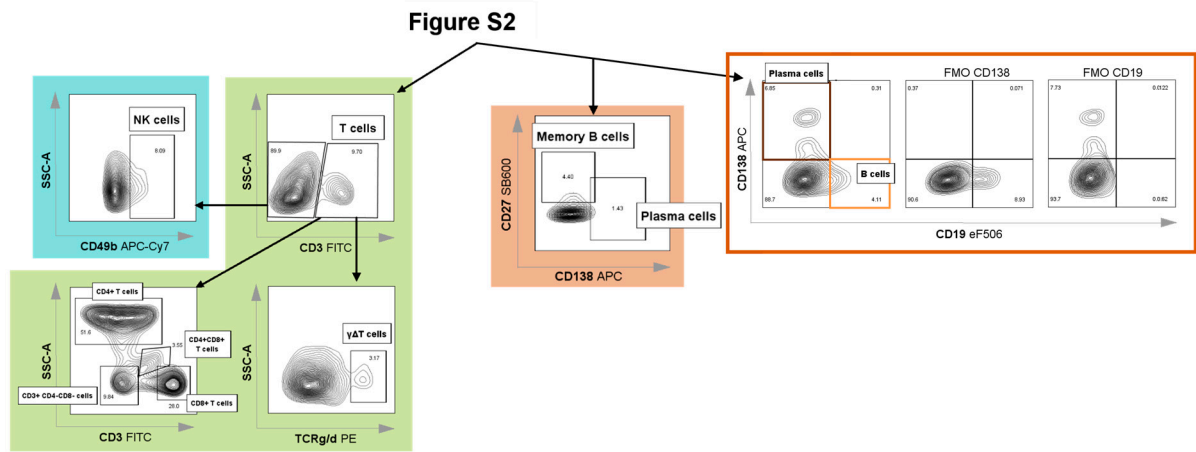 Figure S2
NK cells
8.09
SSC-A
CD49b APC-Cy7
T cells
89.9
9.70
SSC-A
CD3 FITC
CD4+ T cells
51.6
CD4+CD8+
T cells
3.55
CD3+ CD4-CD8- cells
9.84
CD8+ T cells
28.0
SSC-A
CD3 FITC
γΔT cells
3.17
SSC-A
TCRg/d PE
Memory B cells
4.40
1.43
Plasma cells
CD27 SB600
CD138 APC
Plasma cells
6.85
0.31
B cells
88.7
4.11
CD138 APC
FMO CD138
0.37
0.071
90.6
8.93
FMO CD19
7.73
0.0122
93.7
0.0.62
CD19 eF506